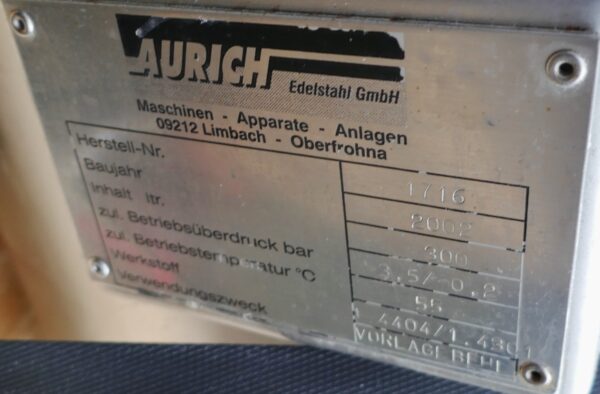 AURICH
Edelstahl GmbH
Maschinen - Apparate - Anlagen
09212 Limbach - Oberfrohna
Herstell-Nr. 1716
Baujahr 2002
Inhalt ltr. 300
zul. Betriebsüberdruck bar 3.5/-0.2
zul. Betriebstemperatur °C 55
Werkstoff 4404/1.4301
Verwendungszweck VORLAGEBEH